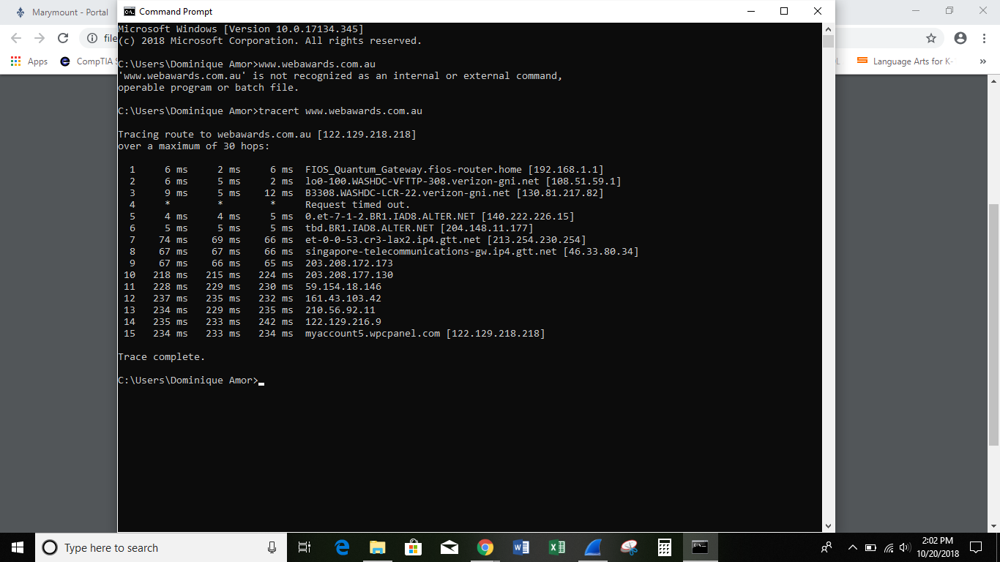 Marymount - Portal
Command Prompt
file
Apps
CompTIA
Language Arts for K-
Microsoft Windows [Version 10.0.17134.345]
(c) 2018 Microsoft Corporation. All rights reserved.
C:\Users\Dominique Amor>www.webawards.com.au
'www.webawards.com.au' is not recognized as an internal or external command,
operable program or batch file.
C:\Users\Dominique Amor>tracert www.webawards.com.au
Tracing route to webawards.com.au [122.129.218.218]
over a maximum of 30 hops:
1 6 ms 2 ms 6 ms FIOS_Quantum_Gateway.fios-router.home [192.168.1.1]
2 6 ms 5 ms 2 ms lo0-100.WASHDC-VFTTP-308.verizon-gni.net [108.51.59.1]
3 9 ms 5 ms 12 ms B3308.WASHDC-LCR-22.verizon-gni.net [130.81.217.82]
4 * * * Request timed out.
5 4 ms 4 ms 5 ms 0.et-7-1-2.BR1.IAD8.ALTER.NET [140.222.226.15]
6 5 ms 5 ms 5 ms tbd.BR1.IAD8.ALTER.NET [204.148.11.177]
7 74 ms 69 ms 66 ms et-0-0-53.cr3-lax2.ip4.gtt.net [213.254.230.254]
8 67 ms 67 ms 66 ms singapore-telecommunications-gw.ip4.gtt.net [46.33.80.34]
9 67 ms 66 ms 65 ms 203.208.172.173
10 218 ms 215 ms 224 ms 203.208.177.130
11 228 ms 229 ms 230 ms 59.154.18.146
12 237 ms 235 ms 232 ms 161.43.103.42
13 234 ms 229 ms 235 ms 210.56.92.11
14 235 ms 233 ms 242 ms 122.129.216.9
15 234 ms 233 ms 234 ms myaccount5.wpcpanel.com [122.129.218.218]
Trace complete.
C:\Users\Dominique Amor>
Type here to search
2:02 PM
10/20/2018